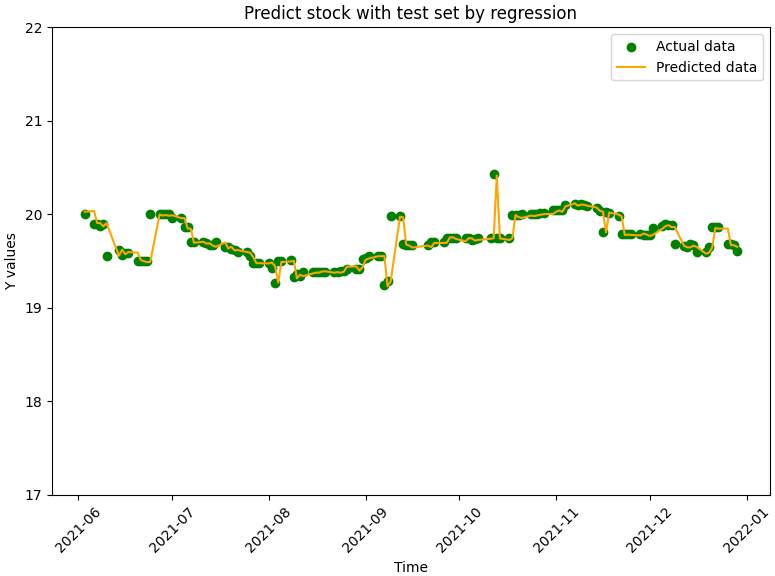 Predict stock with test set by regression
Actual data
Predicted data
22
21
20
19
18
17
Y values
2021-06
2021-07
2021-08
2021-09
2021-10
2021-11
2021-12
2022-01
Time